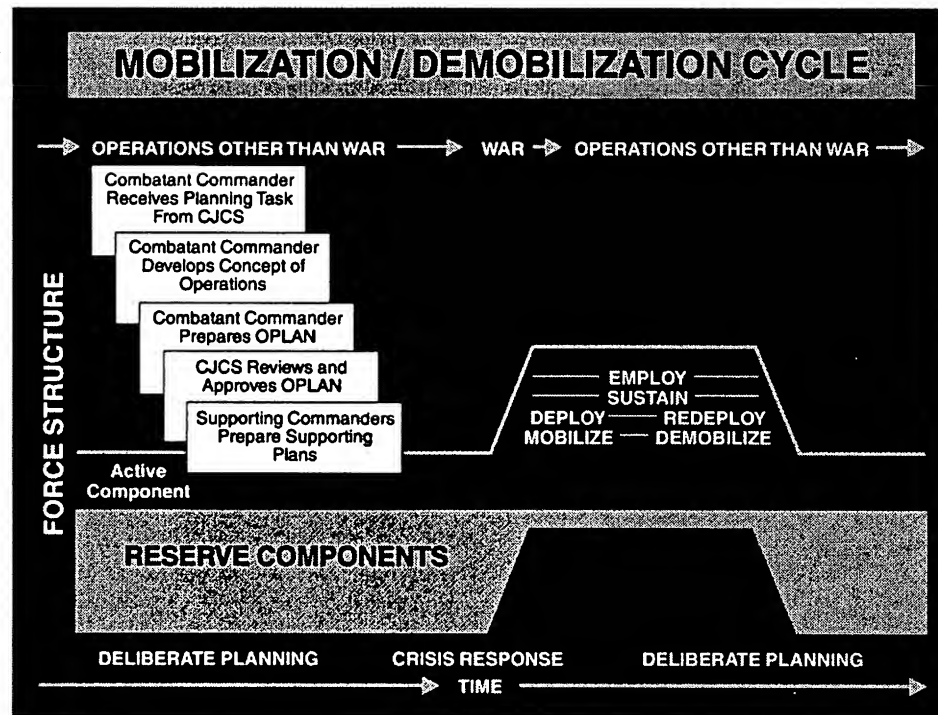 MOBILIZATION / DEMOBILIZATION CYCLE
OPERATIONS OTHER THAN WAR
WAR
OPERATIONS OTHER THAN WAR
Combatant Commander
Receives Planning Task
From CJCS
Combatant Commander
Develops Concept of
Operations
Combatant Commander
Prepares OPLAN
CJCS Reviews and
Approves OPLAN
Supporting Commanders
Prepare Supporting
Plans
FORCE STRUCTURE
EMPLOY
SUSTAIN
DEPLOY REDEPLOY
MOBILIZE DEMOBILIZE
Active
Component
RESERVE COMPONENTS
DELIBERATE PLANNING
CRISIS RESPONSE
DELIBERATE PLANNING
TIME